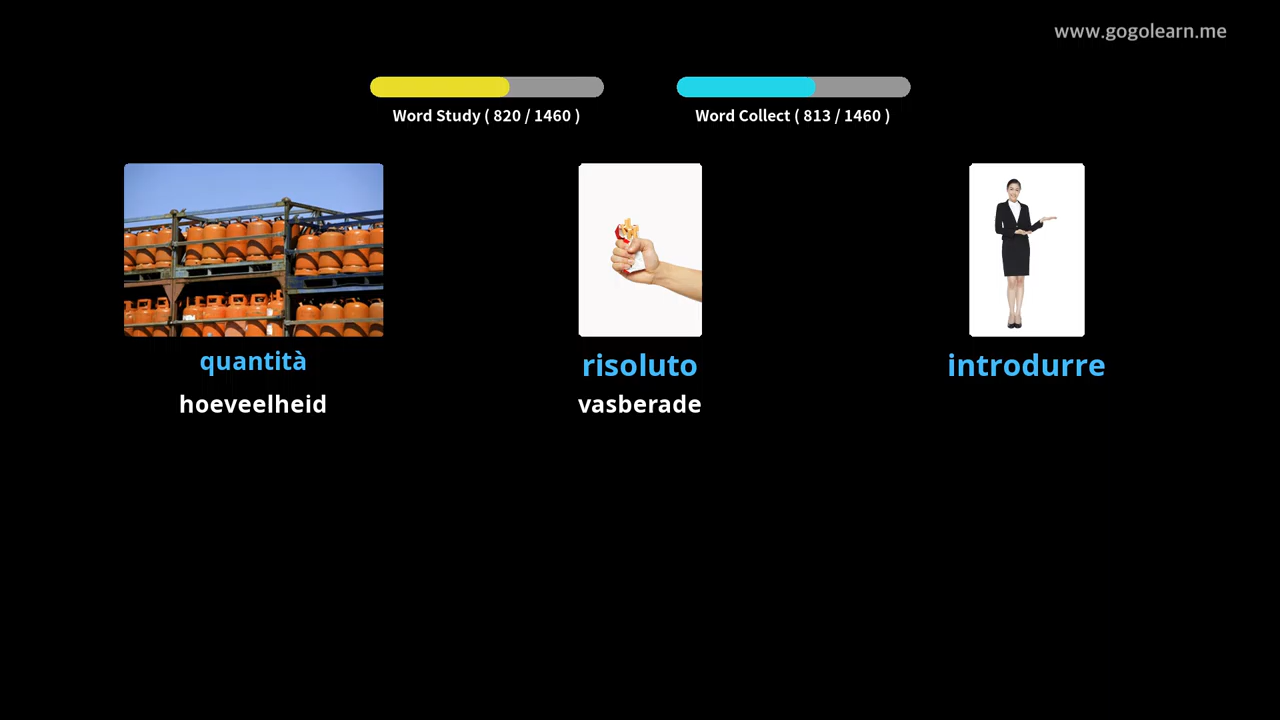 www.gogolearn.me
Word Study ( 820 / 1460 )
Word Collect ( 813 / 1460 )
quantità
hoeveelheid
risoluto
vasberade
introdurre